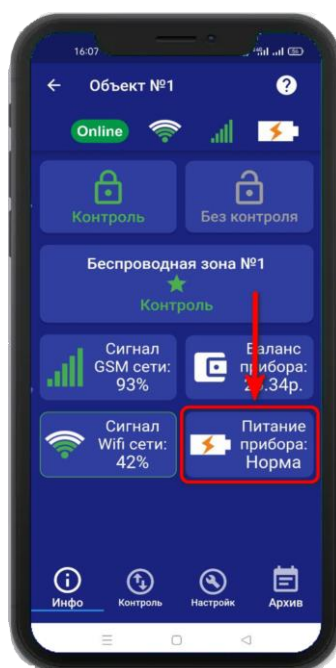 16:07
Объект №1
?
Online
Контроль
Без контроля
Беспроводная зона №1
Контроль
Сигнал
GSM сети:
93%
Баланс
прибора:
Сигнал
Wifi сети:
42%
Питание
прибора:
Норма
Инфо
Контроль
Настройк
Архив